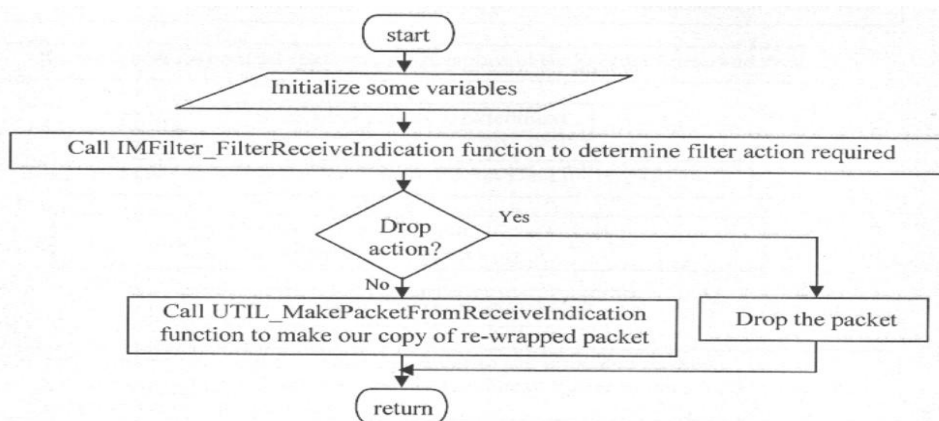 start
Initialize some variables
Call IMFilter_FilterReceiveIndication function to determine filter action required
Drop
action?
Yes
No
Call UTIL_MakePacketFromReceiveIndication
function to make our copy of re-wrapped packet
Drop the packet
return